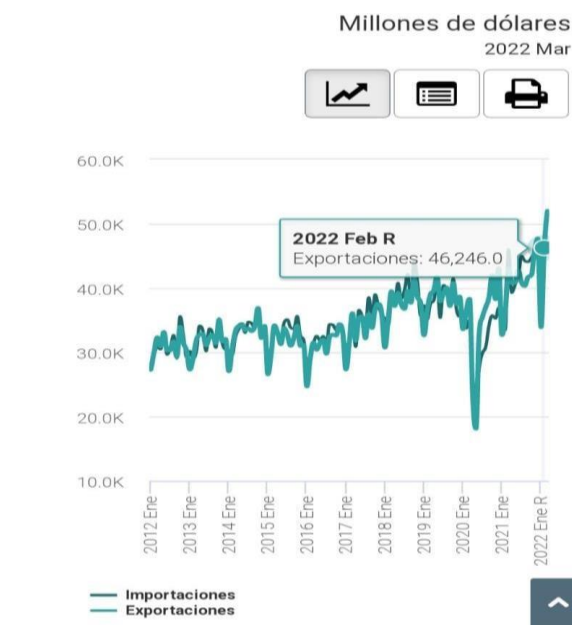 Millones de dólares
2022 Mar
60.0K
50.0K
2022 Feb R
Exportaciones: 46,246.0
40.0K
30.0K
20.0K
10.0K
2012 Ene
2013 Ene
2014 Ene
2015 Ene
2016 Ene
2017 Ene
2018 Ene
2019 Ene
2020 Ene
2021 Ene
2022 Ene R
Importaciones
Exportaciones